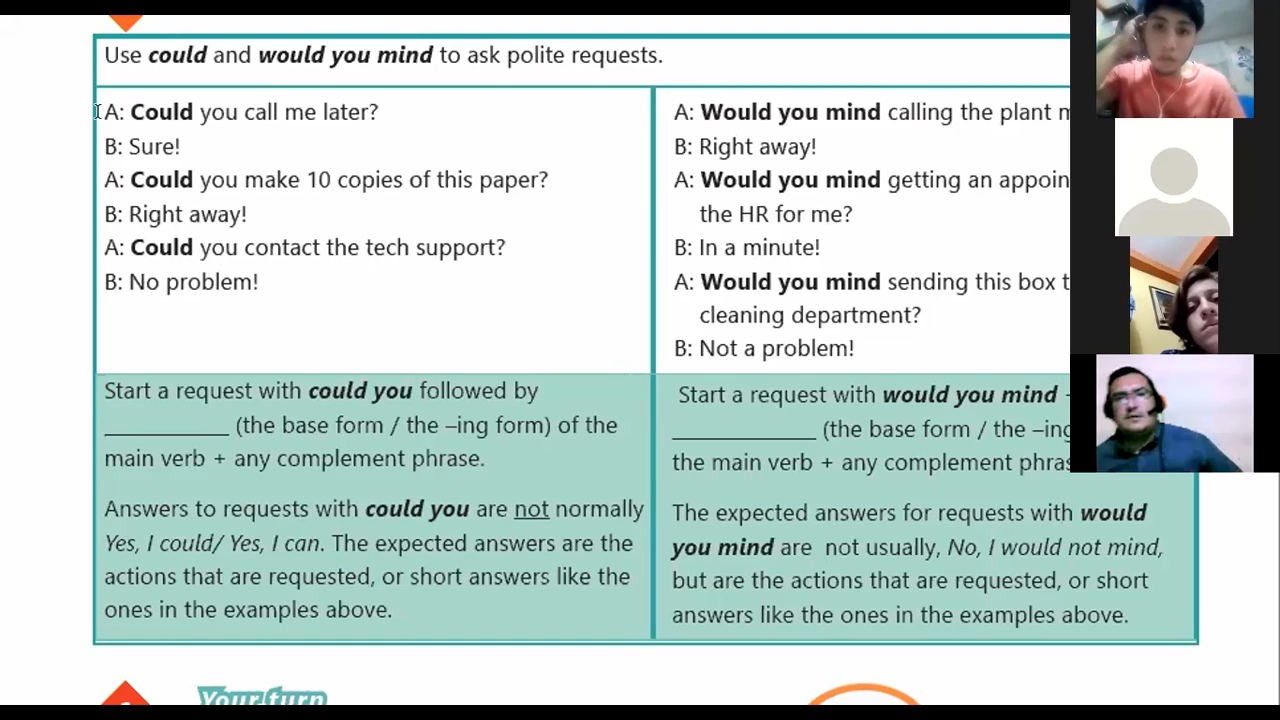 Use could and would you mind to ask polite requests.
A: Could you call me later?
B: Sure!
A: Could you make 10 copies of this paper?
B: Right away!
A: Could you contact the tech support?
B: No problem!
A: Would you mind calling the plant
B: Right away!
A: Would you mind getting an
the HR for me?
B: In a minute!
A: Would you mind sending this box
cleaning department?
B: Not a problem!
Start a request with could you followed by
___________ (the base form / the –ing form) of the
main verb + any complement phrase.
Answers to requests with could you are not normally
Yes, I could/ Yes, I can. The expected answers are the
actions that are requested, or short answers like the
ones in the examples above.
Start a request with would you mind
_____________ (the base form / the –ing
the main verb + any complement
The expected answers for requests with would
you mind are not usually, No, I would not mind,
but are the actions that are requested, or short
answers like the ones in the examples above.
Your turn